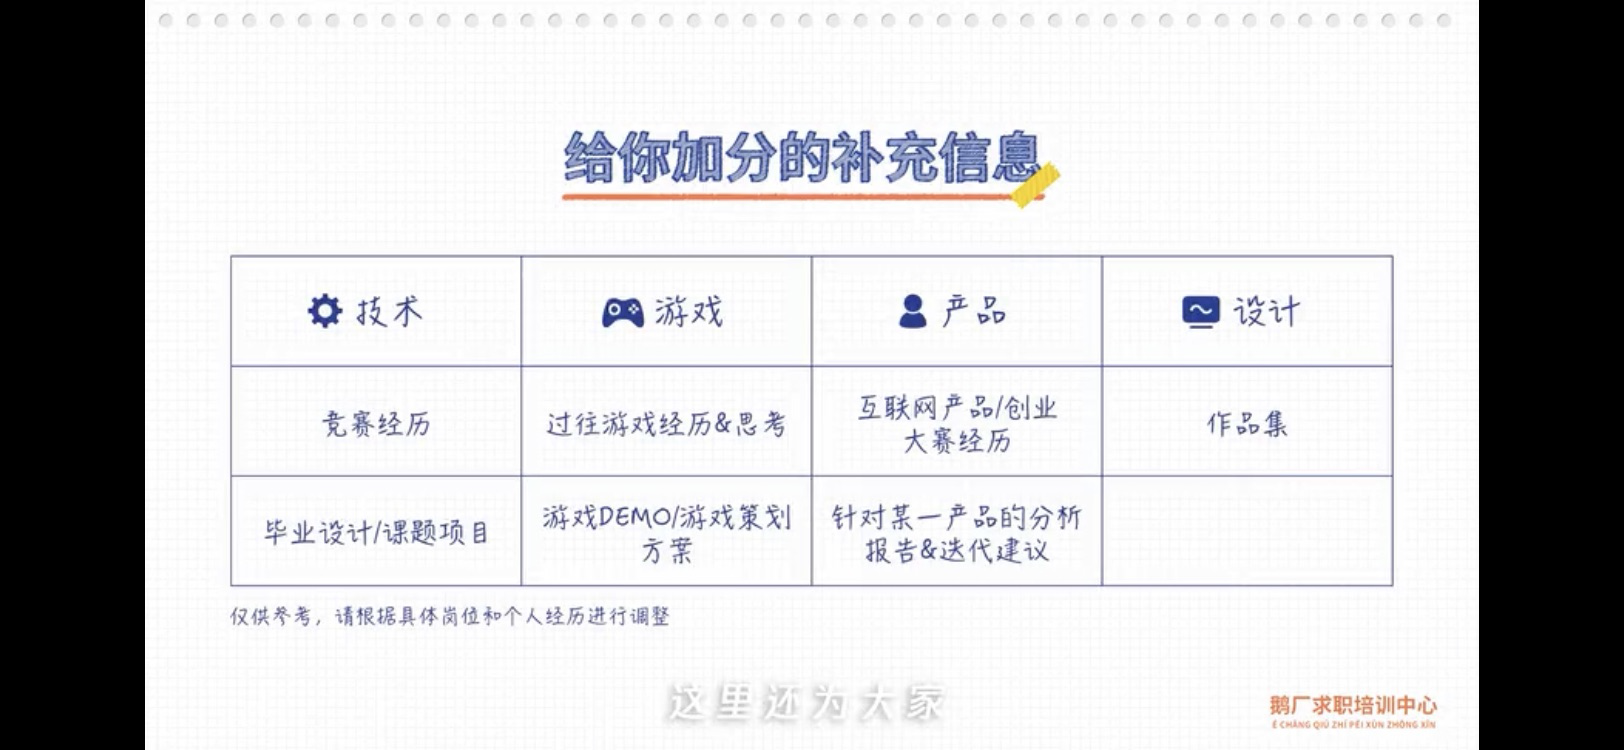 给你加分的补充信息
技术
游戏
产品
设计
竞赛经历
过往游戏经历&思考
互联网产品/创业
大赛经历
作品集
毕业设计/课题项目
游戏DEMO/游戏策划
方案
针对某一产品的分析
报告&迭代建议
仅供参考，请根据具体岗位和个人经历进行调整
这里还为大家
鹅厂求职培训中心
É CHǍNG QIÚ ZHÍ PÉI XÙN ZHŌNG XĪN